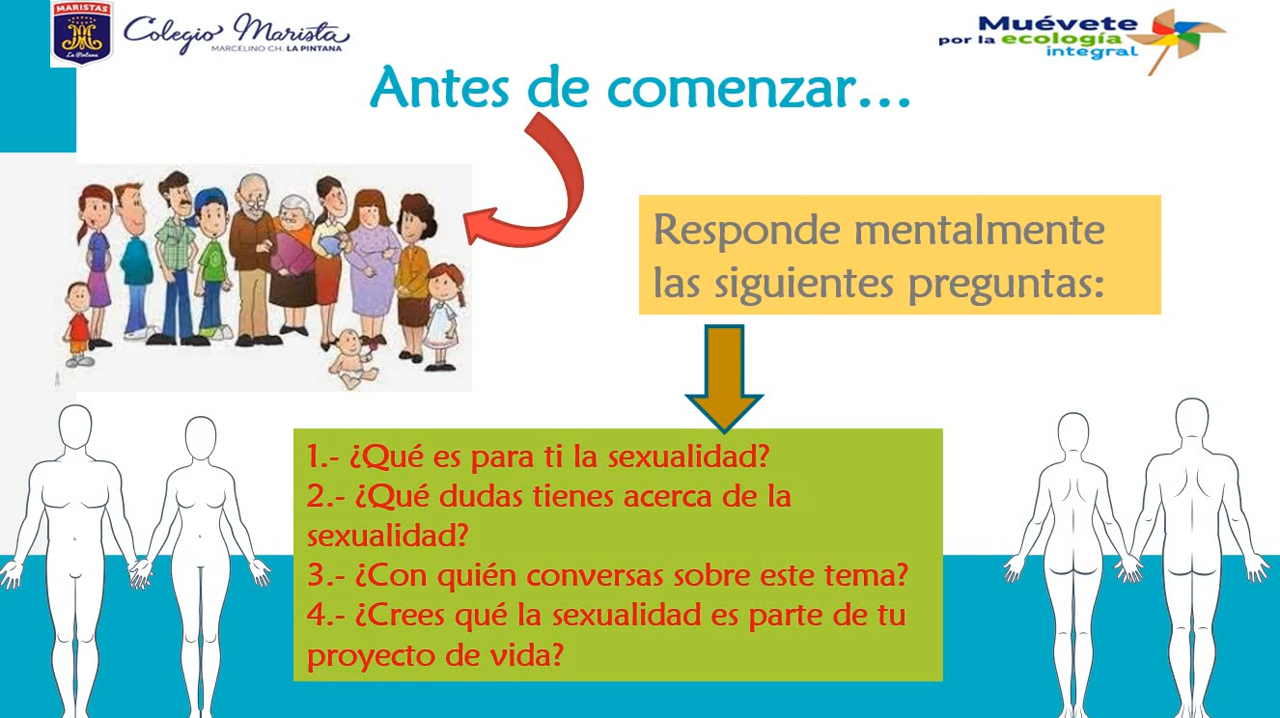 MARISTAS
La Pintana
Colegio Marista
MARCELINO CH. LA PINTANA
Muévete
por la ecología
integral
Antes de comenzar...
Responde mentalmente
las siguientes preguntas:
1.- ¿Qué es para ti la sexualidad?
2.- ¿Qué dudas tienes acerca de la
sexualidad?
3.- ¿Con quién conversas sobre este tema?
4.- ¿Crees qué la sexualidad es parte de tu
proyecto de vida?